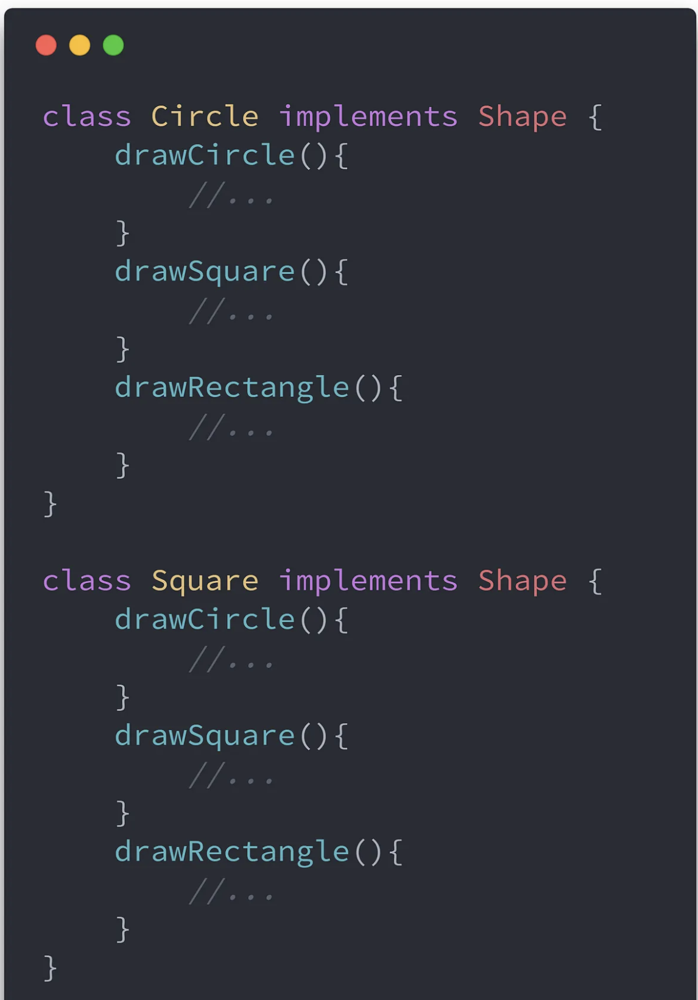 class Circle implements Shape {
    drawCircle(){
        //...
    }
    drawSquare(){
        //...
    }
    drawRectangle(){
        //...
    }
}

class Square implements Shape {
    drawCircle(){
        //...
    }
    drawSquare(){
        //...
    }
    drawRectangle(){
        //...
    }
}